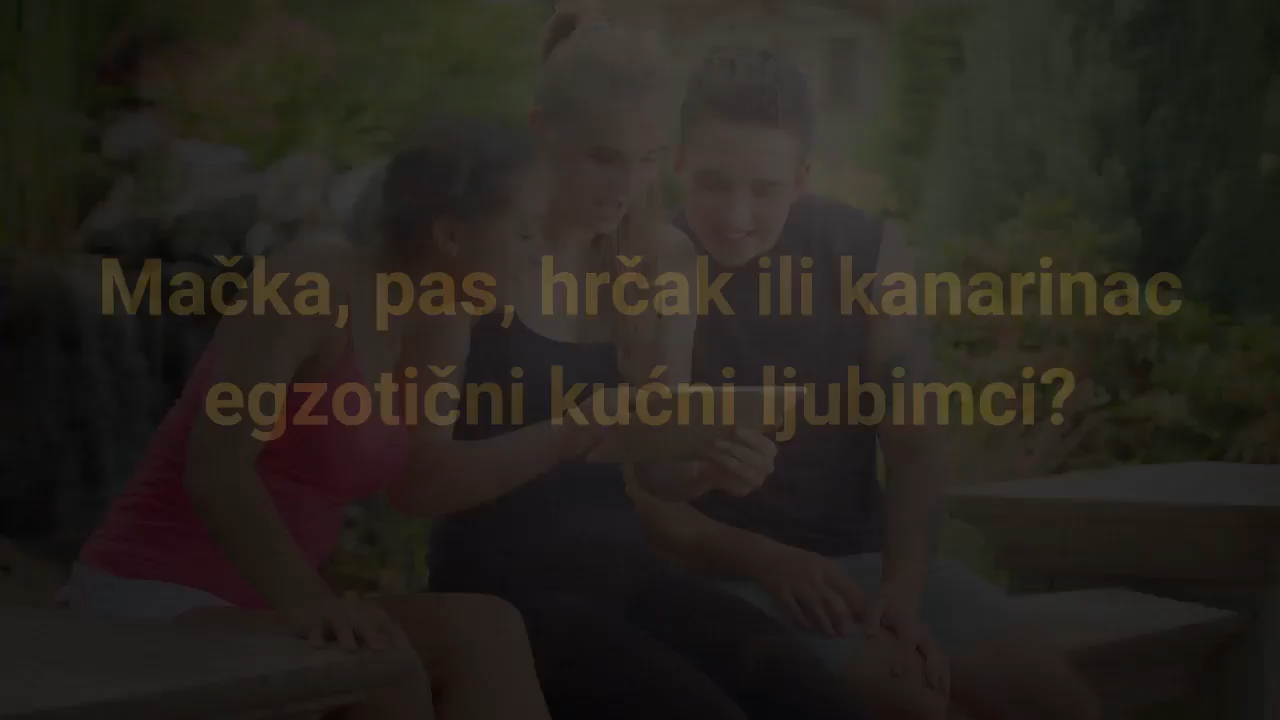 Mačka, pas, hrčak ili kanarinac
egzotični kućni ljubimci?